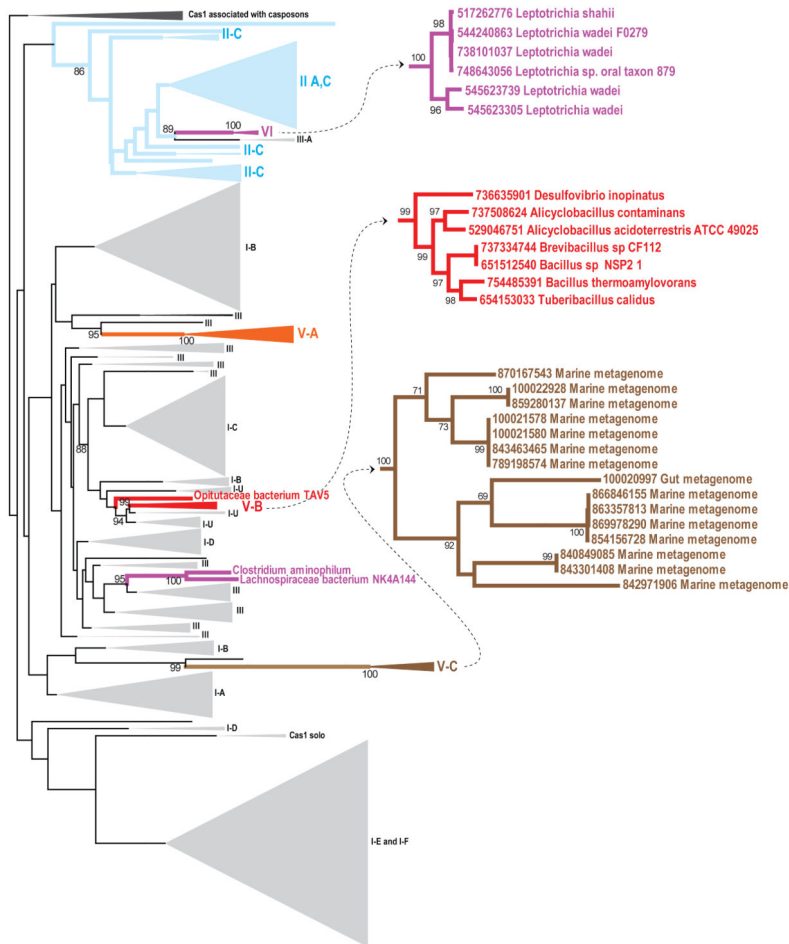 Cas1 associated with casposons
II-C
86
II A,C
89
100
VI
III-A
II-C
II-C
I-B
III
III
95
100
V-A
III
III
III
III
I-C
88
I-B
I-U
Opitutaceae bacterium TAV5
99
V-B
I-U
94
I-U
I-D
III
Clostridium aminophilum
95
100
Lachnospiraceae bacterium NK4A144
III
III
III
III
I-B
99
100
V-C
I-A
I-D
Cas1 solo
I-E and I-F
517262776 Leptotrichia shahii
98
544240863 Leptotrichia wadei F0279
738101037 Leptotrichia wadei
100
748643056 Leptotrichia sp. oral taxon 879
545623739 Leptotrichia wadei
96
545623305 Leptotrichia wadei
736635901 Desulfovibrio inopinatus
99
97
737508624 Alicyclobacillus contaminans
529046751 Alicyclobacillus acidoterrestris ATCC 49025
99
737334744 Brevibacillus sp CF112
651512540 Bacillus sp NSP2 1
97
754485391 Bacillus thermoamylovorans
98
654153033 Tuberibacillus calidus
870167543 Marine metagenome
71
100
100022928 Marine metagenome
859280137 Marine metagenome
73
100021578 Marine metagenome
100021580 Marine metagenome
99
843463465 Marine metagenome
789198574 Marine metagenome
100
100020997 Gut metagenome
69
866846155 Marine metagenome
863357813 Marine metagenome
100
869978290 Marine metagenome
854156728 Marine metagenome
92
99
840849085 Marine metagenome
843301408 Marine metagenome
842971906 Marine metagenome